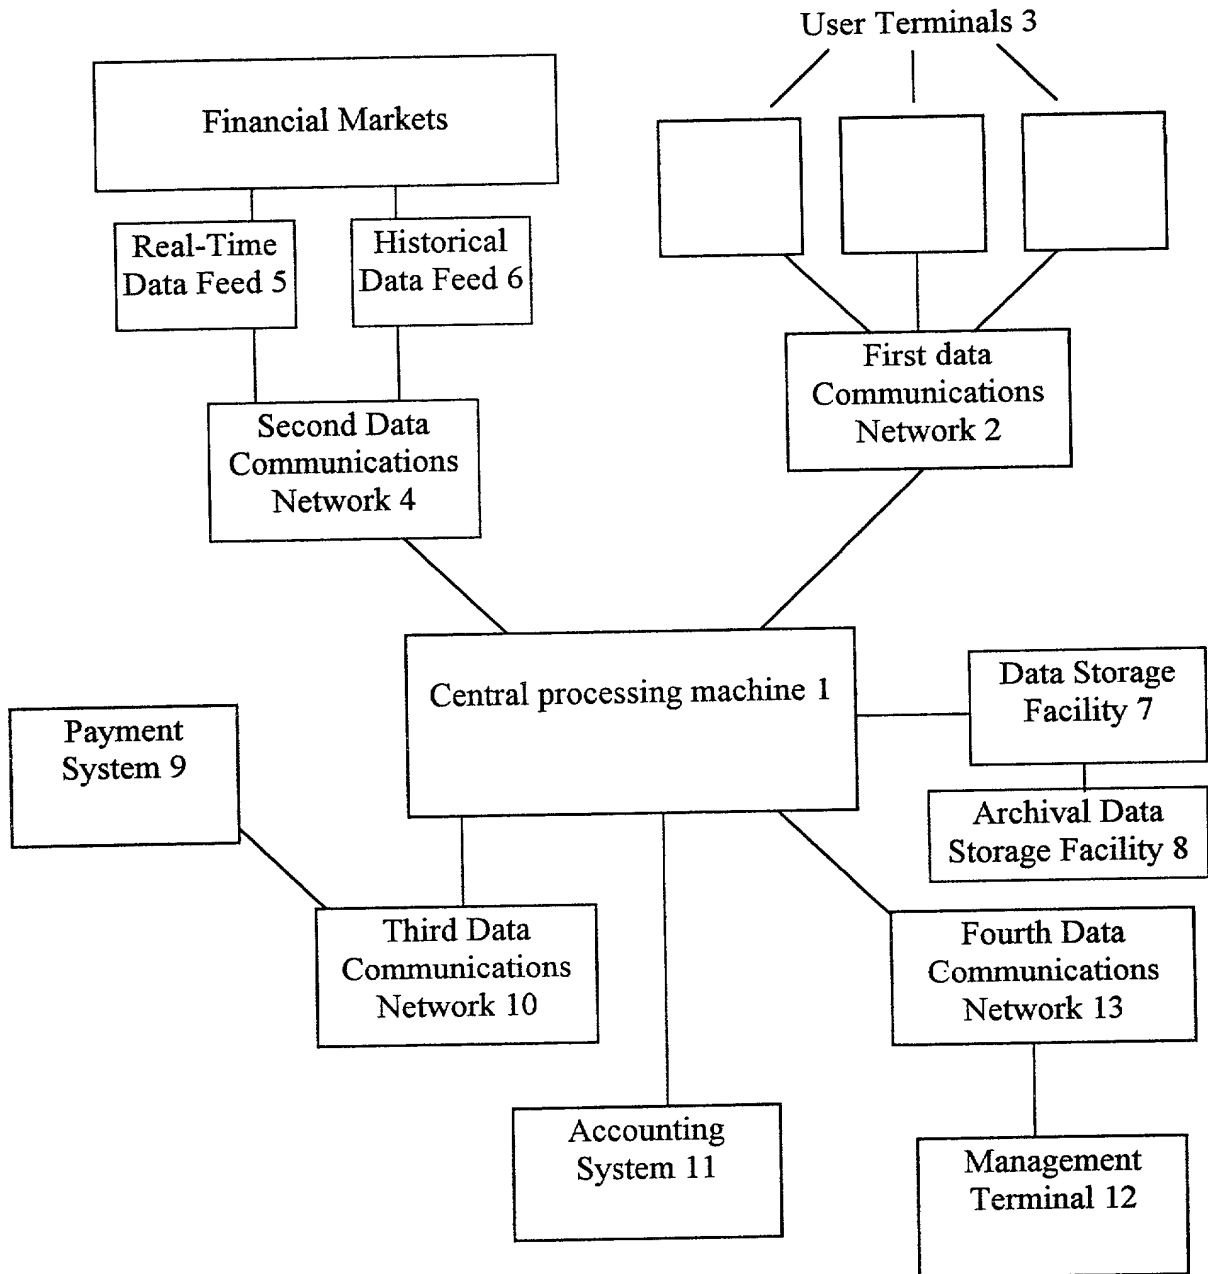 User Terminals 3
Financial Markets
Real-Time
Data Feed 5
Historical
Data Feed 6
First data
Communications
Network 2
Second Data
Communications
Network 4
Central processing machine 1
Data Storage
Facility 7
Payment
System 9
Archival Data
Storage Facility 8
Third Data
Communications
Network 10
Fourth Data
Communications
Network 13
Accounting
System 11
Management
Terminal 12